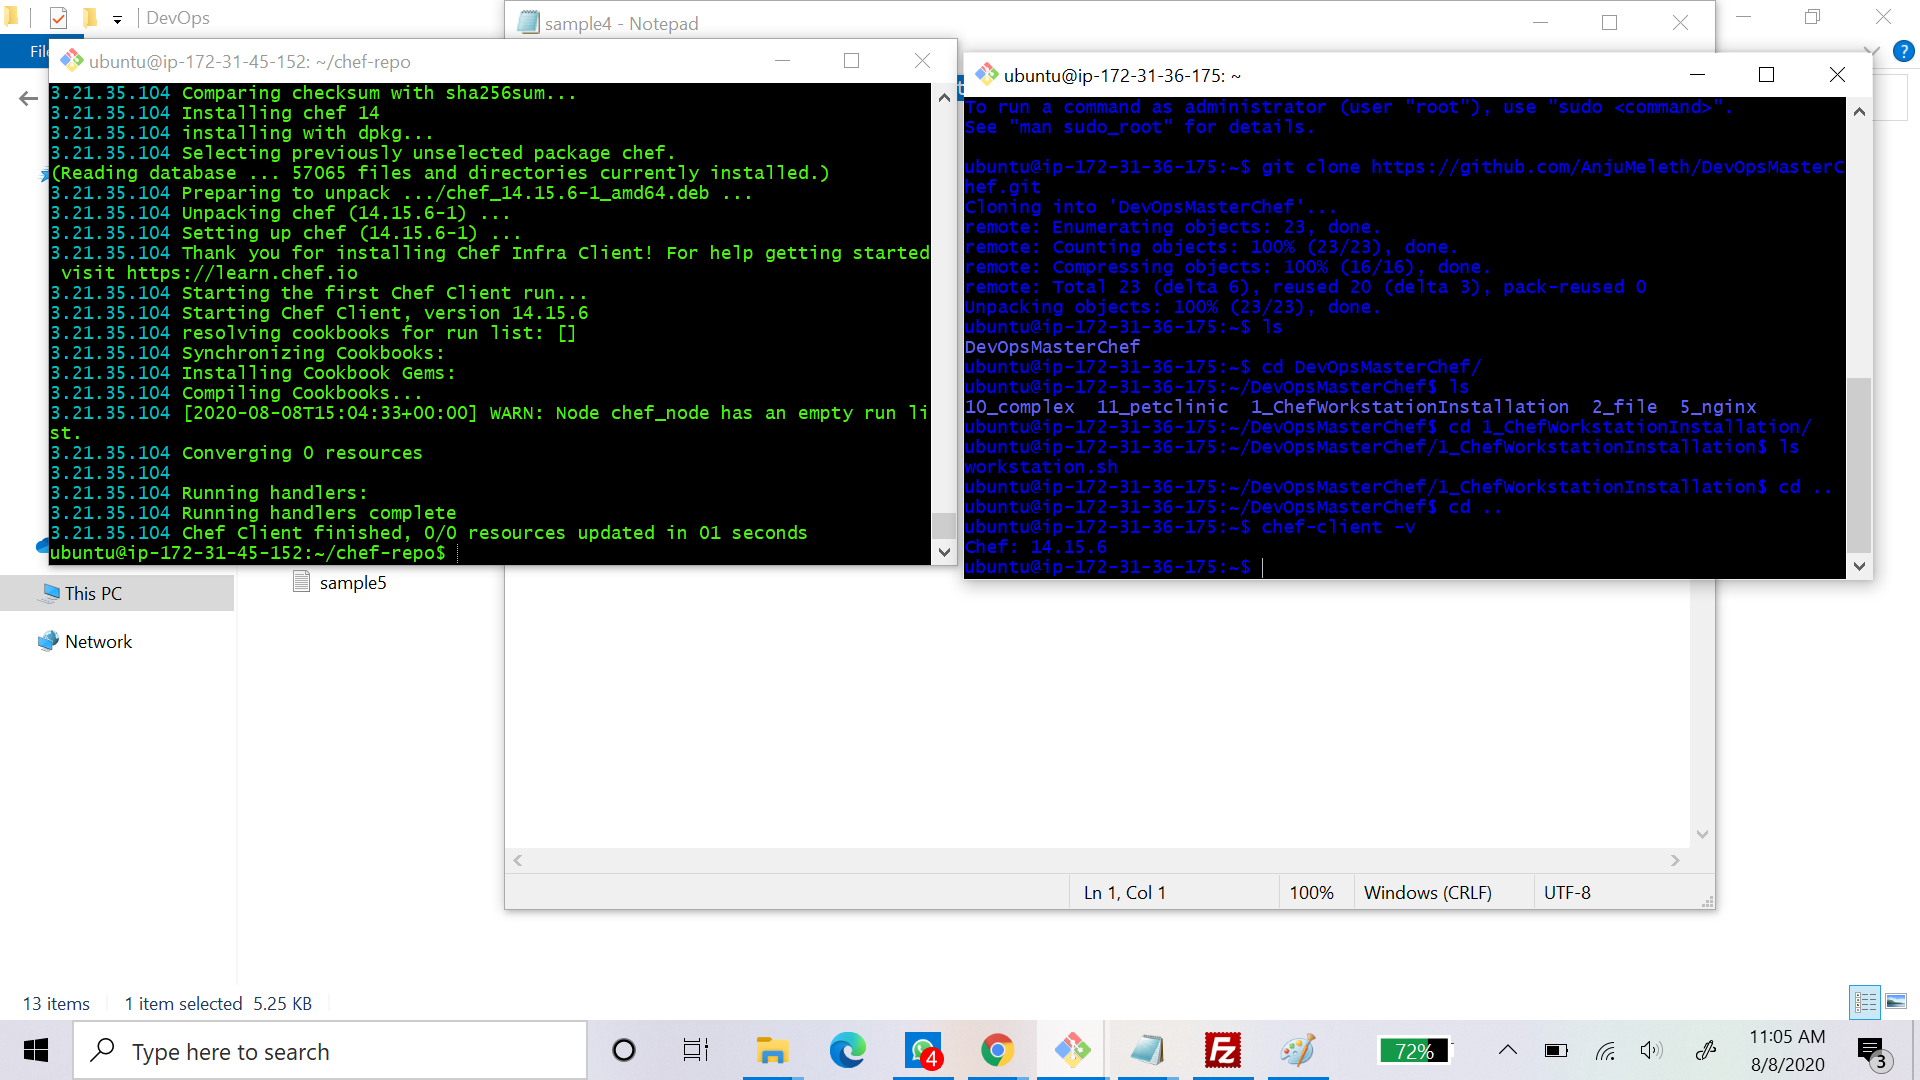 DevOps
sample4 - Notepad
Fil
ubuntu@ip-172-31-45-152: ~/chef-repo
3.21.35.104 Comparing checksum with sha256sum...
3.21.35.104 Installing chef 14
3.21.35.104 installing with dpkg...
3.21.35.104 Selecting previously unselected package chef.
(Reading database ... 57065 files and directories currently installed.)
3.21.35.104 Preparing to unpack .../chef_14.15.6-1_amd64.deb ...
3.21.35.104 Unpacking chef (14.15.6-1) ...
3.21.35.104 Setting up chef (14.15.6-1) ...
3.21.35.104 Thank you for installing Chef Infra Client! For help getting started
 visit https://learn.chef.io
3.21.35.104 Starting the first Chef Client run...
3.21.35.104 Starting Chef Client, version 14.15.6
3.21.35.104 resolving cookbooks for run list: []
3.21.35.104 Synchronizing Cookbooks:
3.21.35.104 Installing Cookbook Gems:
3.21.35.104 Compiling Cookbooks...
3.21.35.104 [2020-08-08T15:04:33+00:00] WARN: Node chef_node has an empty run li
st.
3.21.35.104 Converging 0 resources
3.21.35.104
3.21.35.104 Running handlers:
3.21.35.104 Running handlers complete
3.21.35.104 Chef Client finished, 0/0 resources updated in 01 seconds
ubuntu@ip-172-31-45-152:~/chef-repo$
ubuntu@ip-172-31-36-175: ~
To run a command as administrator (user "root"), use "sudo <command>".
See "man sudo_root" for details.
ubuntu@ip-172-31-36-175:~$ git clone https://github.com/AnjuMeleth/DevOpsMasterC
hef.git
Cloning into 'DevOpsMasterChef'...
remote: Enumerating objects: 23, done.
remote: Counting objects: 100% (23/23), done.
remote: Compressing objects: 100% (16/16), done.
remote: Total 23 (delta 6), reused 20 (delta 3), pack-reused 0
Unpacking objects: 100% (23/23), done.
ubuntu@ip-172-31-36-175:~$ ls
DevOpsMasterChef
ubuntu@ip-172-31-36-175:~$ cd DevOpsMasterChef/
ubuntu@ip-172-31-36-175:~/DevOpsMasterChef$ ls
10_complex  11_petclinic  1_ChefWorkstationInstallation  2_file  5_nginx
ubuntu@ip-172-31-36-175:~/DevOpsMasterChef$ cd 1_ChefWorkstationInstallation/
ubuntu@ip-172-31-36-175:~/DevOpsMasterChef/1_ChefWorkstationInstallation$ ls
workstation.sh
ubuntu@ip-172-31-36-175:~/DevOpsMasterChef/1_ChefWorkstationInstallation$ cd ..
ubuntu@ip-172-31-36-175:~/DevOpsMasterChef$ cd ..
ubuntu@ip-172-31-36-175:~$ chef-client -v
Chef: 14.15.6
ubuntu@ip-172-31-36-175:~$
sample5
This PC
Network
Ln 1, Col 1
100%
Windows (CRLF)
UTF-8
13 items
1 item selected  5.25 KB
Type here to search
4
72%
11:05 AM
8/8/2020
3